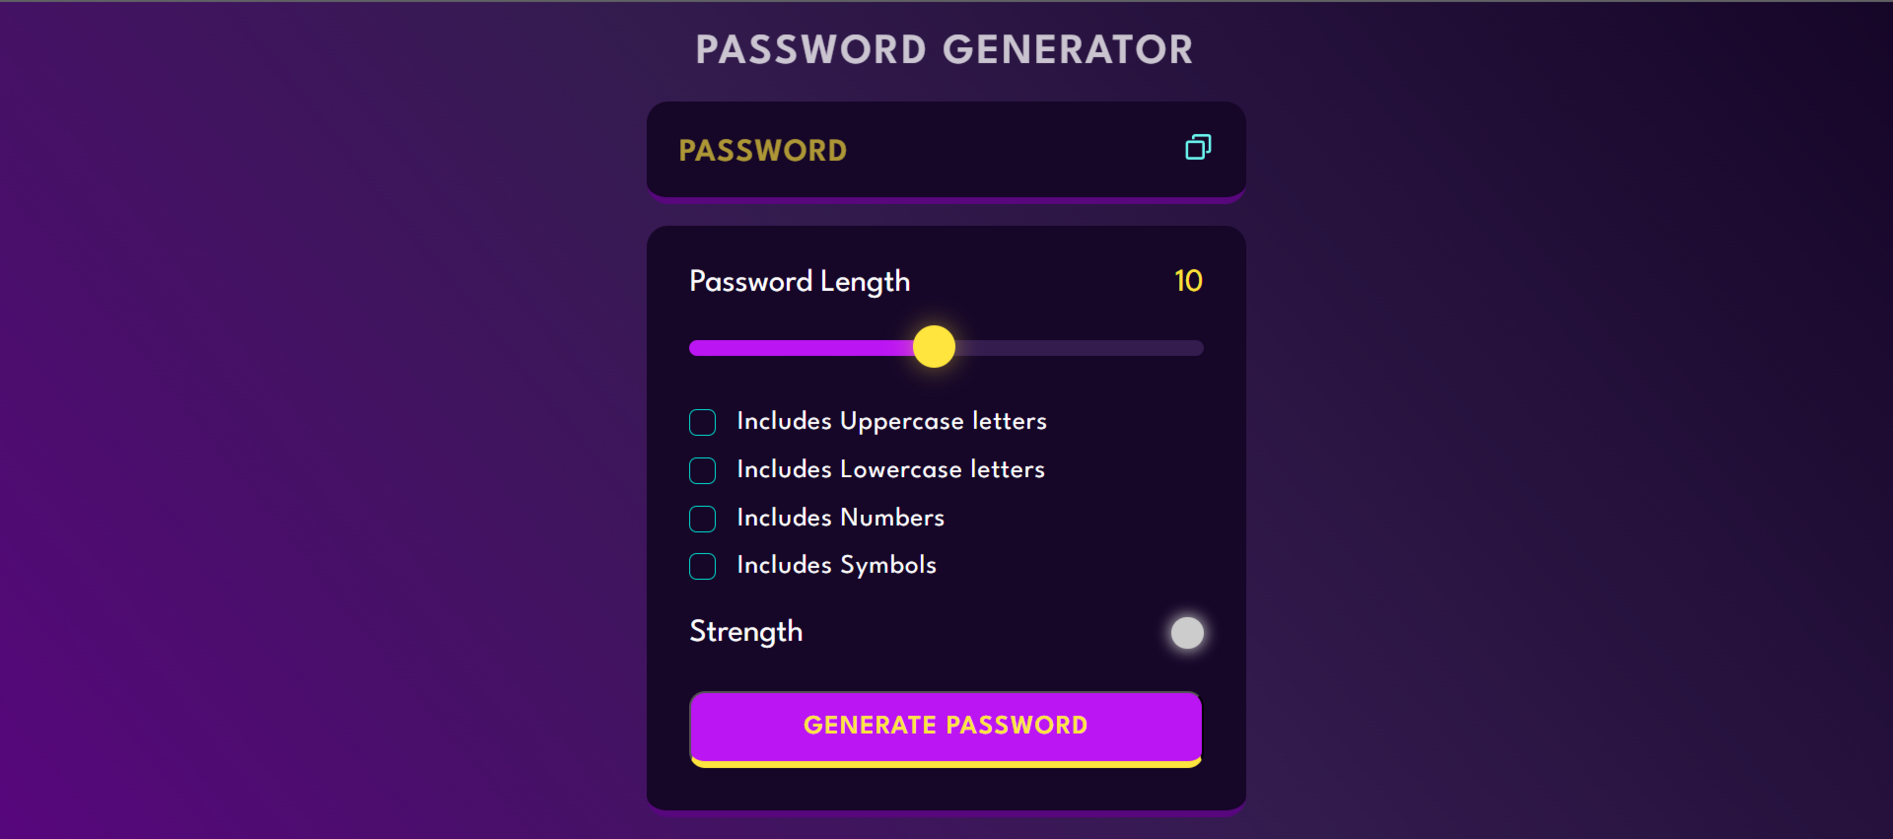 PASSWORD GENERATOR
PASSWORD
Password Length 10
Includes Uppercase letters
Includes Lowercase letters
Includes Numbers
Includes Symbols
Strength
GENERATE PASSWORD